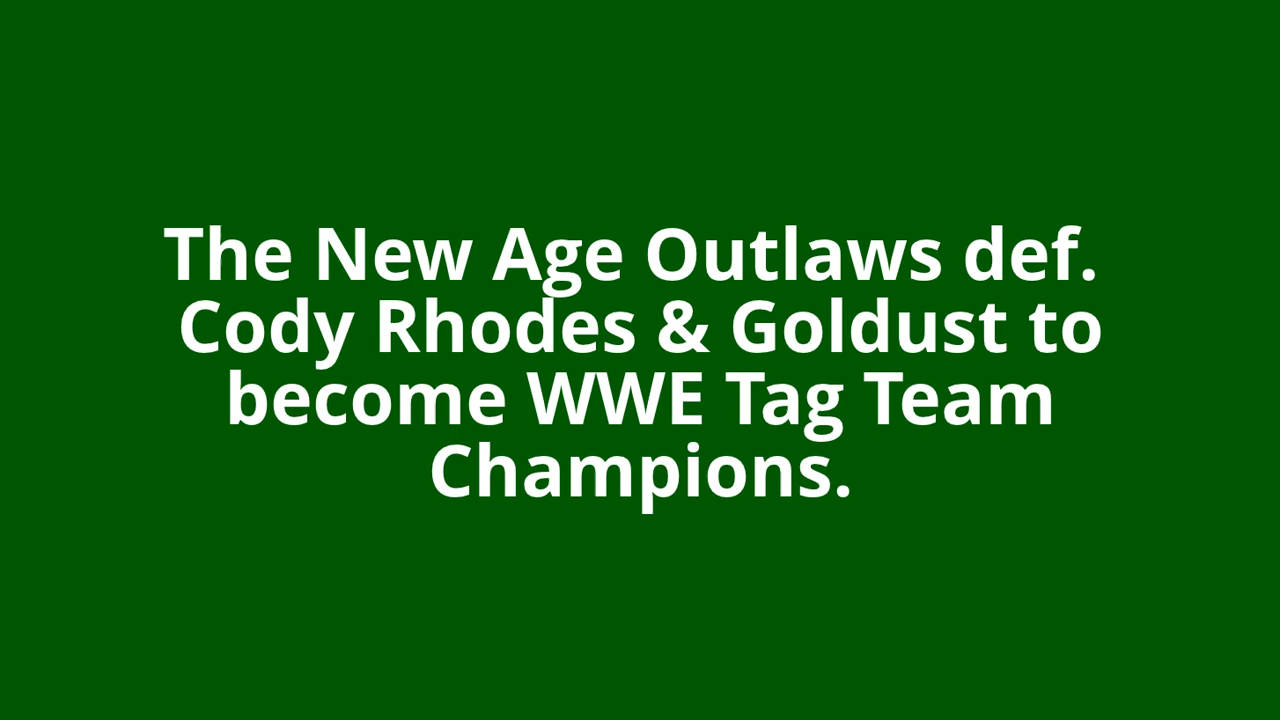 The New Age Outlaws def.
Cody Rhodes & Goldust to
become WWE Tag Team
Champions.